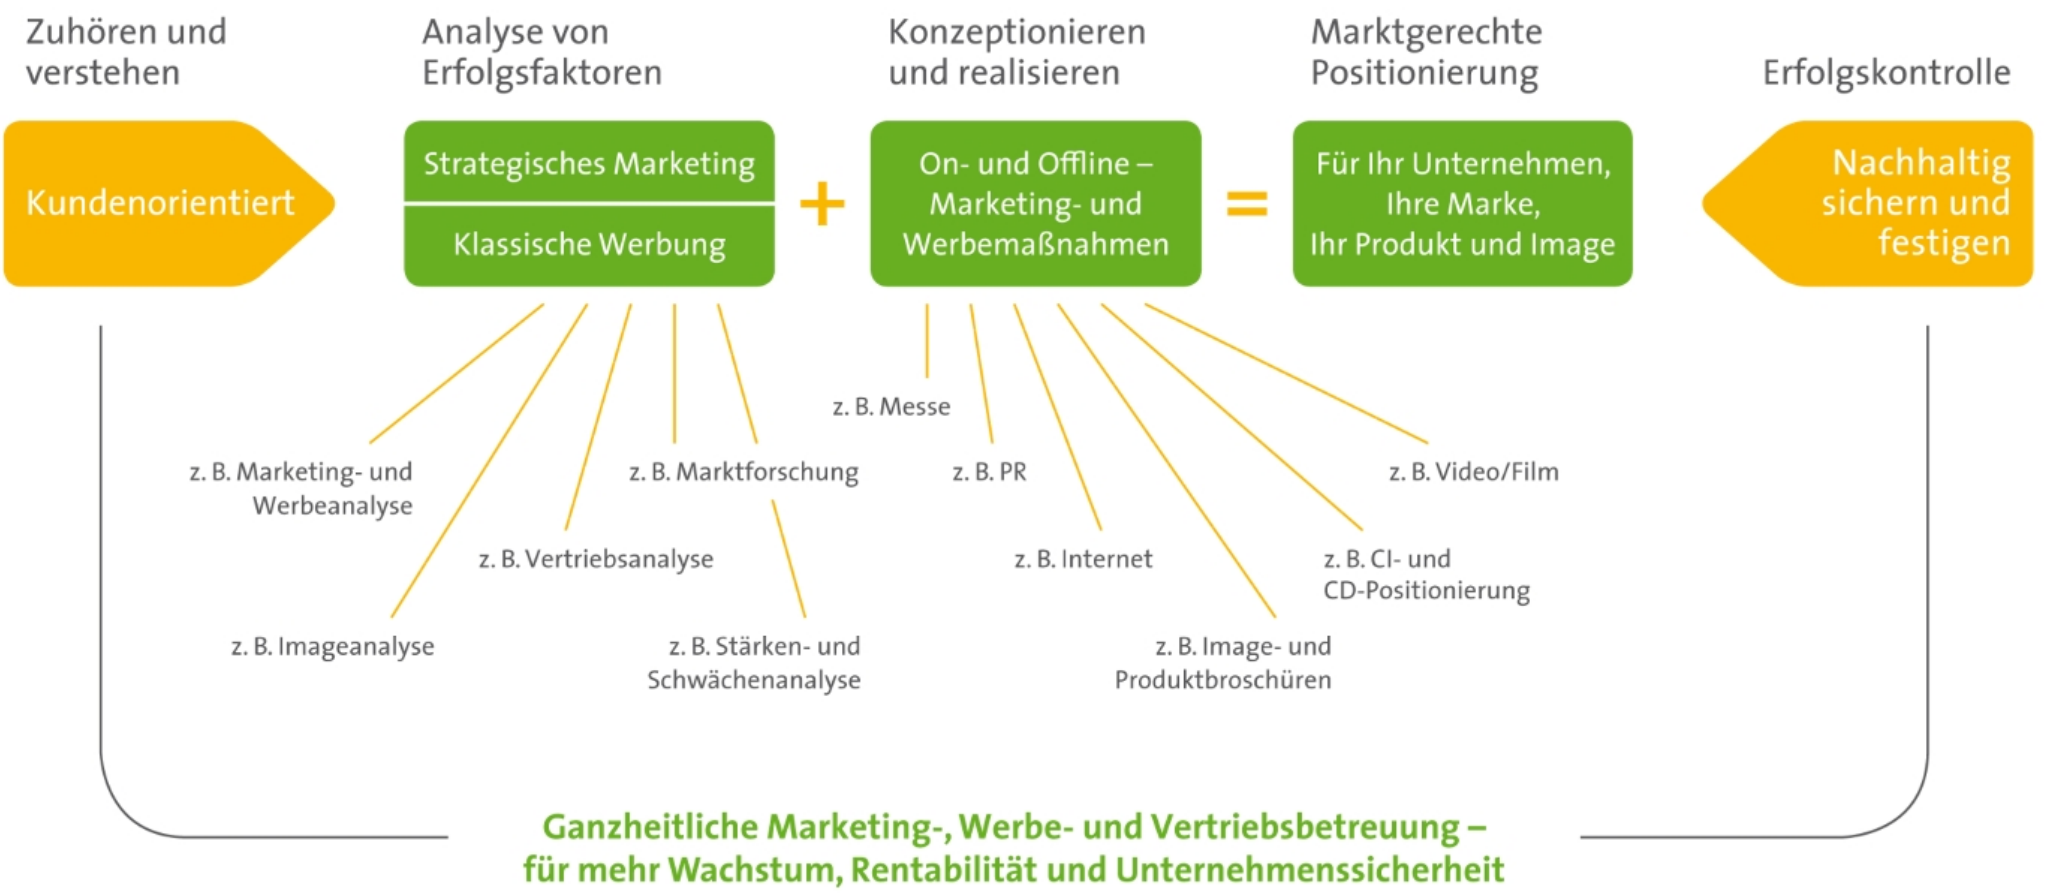 Zuhören und
verstehen
Analyse von
Erfolgsfaktoren
Konzeptionieren
und realisieren
Marktgerechte
Positionierung
Erfolgskontrolle
Kundenorientiert
Strategisches Marketing
Klassische Werbung
+
On- und Offline –
Marketing- und
Werbemaßnahmen
=
Für Ihr Unternehmen,
Ihre Marke,
Ihr Produkt und Image
Nachhaltig
sichern und
festigen
z. B. Marketing- und
Werbeanalyse
z. B. Imageanalyse
z. B. Vertriebsanalyse
z. B. Marktforschung
z. B. Stärken- und
Schwächenanalyse
z. B. Messe
z. B. PR
z. B. Internet
z. B. Image- und
Produktbroschüren
z. B. CI- und
CD-Positionierung
z. B. Video/Film
Ganzheitliche Marketing-, Werbe- und Vertriebsbetreuung –
für mehr Wachstum, Rentabilität und Unternehmenssicherheit